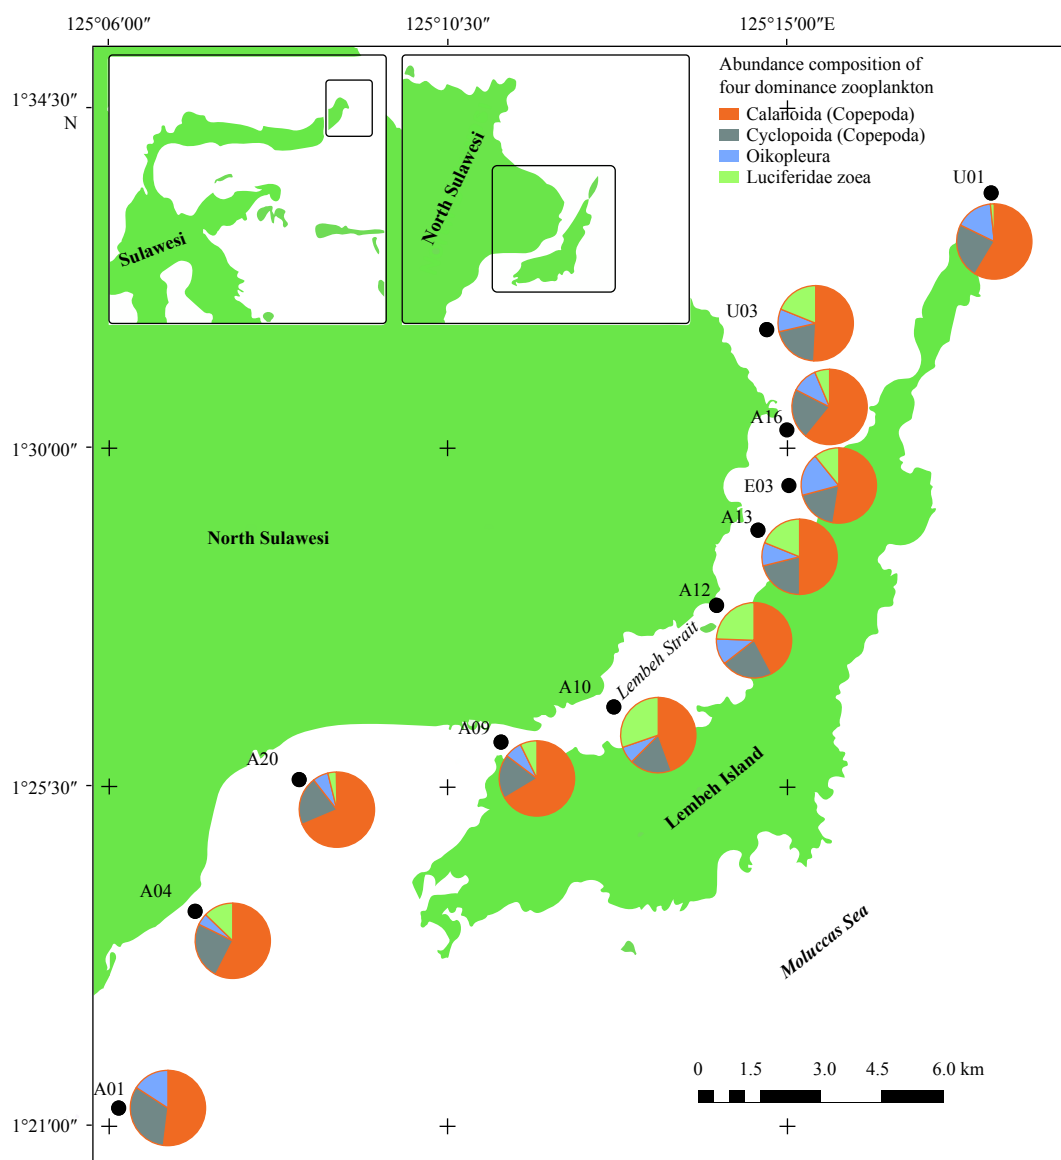 125°06′00″
125°10′30″
125°15′00″E
1°34′30″
N
Abundance composition of
four dominance zooplankton
Calanoida (Copepoda)
Cyclopoida (Copepoda)
Oikopleura
Luciferidae zoea
North Sulawesi
Sulawesi
U01
U03
A16
1°30′00″
E03
A13
North Sulawesi
A12
Lembeh Strait
A10
A09
A20
Lembeh Island
1°25′30″
A04
Moluccas Sea
0 1.5 3.0 4.5 6.0 km
A01
1°21′00″